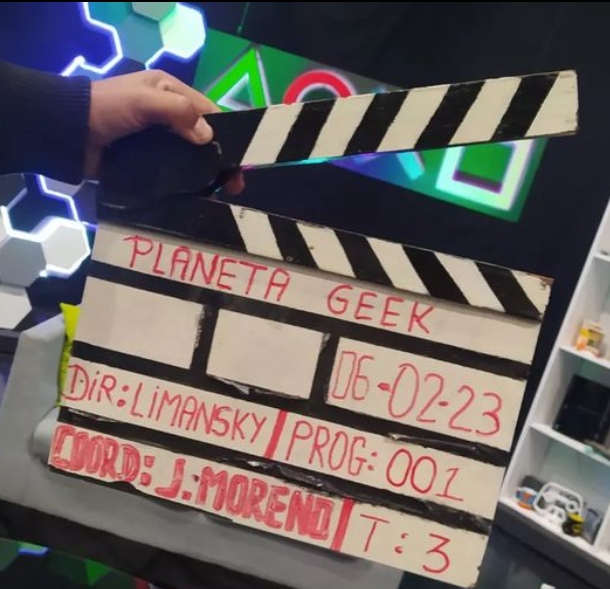 PLANETA GEEK
06-02-23
DIR: LIMANSKY PROG: 001
COORD: J. MORENO T: 3